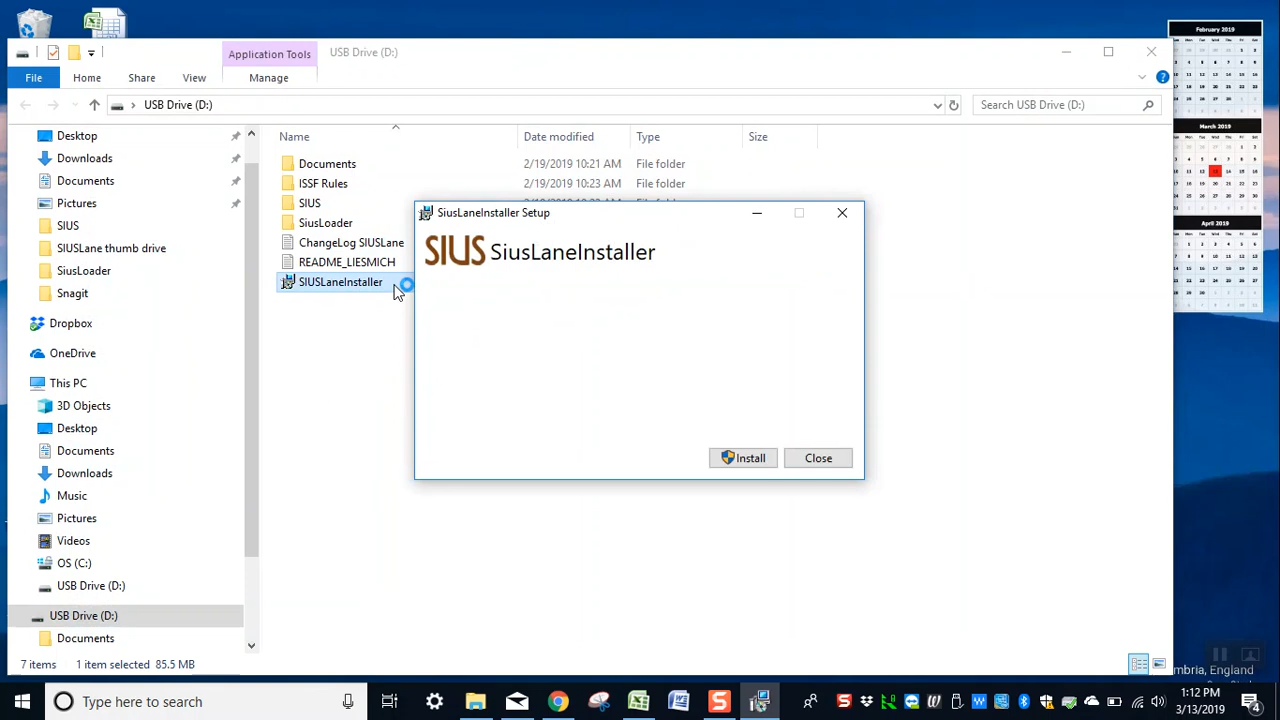 Application Tools
USB Drive (D:)
File
Home
Share
View
Manage
USB Drive (D:)
Search USB Drive (D:)
Name
Date modified
Type
Size
Desktop
Downloads
Documents
Pictures
SIUS
SIUSLane thumb drive
SiusLoader
Snagit
Dropbox
OneDrive
This PC
3D Objects
Desktop
Documents
Downloads
Music
Pictures
Videos
OS (C:)
USB Drive (D:)
USB Drive (D:)
Documents
Documents
2/19/2019 10:21 AM
File folder
ISSF Rules
2/19/2019 10:23 AM
File folder
SIUS
File folder
SiusLoader
ChangeLog SIUSLane
README_LIESMICH
SIUSLaneInstaller
SiusLaneInstaller Setup
SIUS SiusLaneInstaller
Install
Close
7 items
1 item selected
85.5 MB
February 2019
March 2019
April 2019
mbria, England
Type here to search
1:12 PM
3/13/2019
4